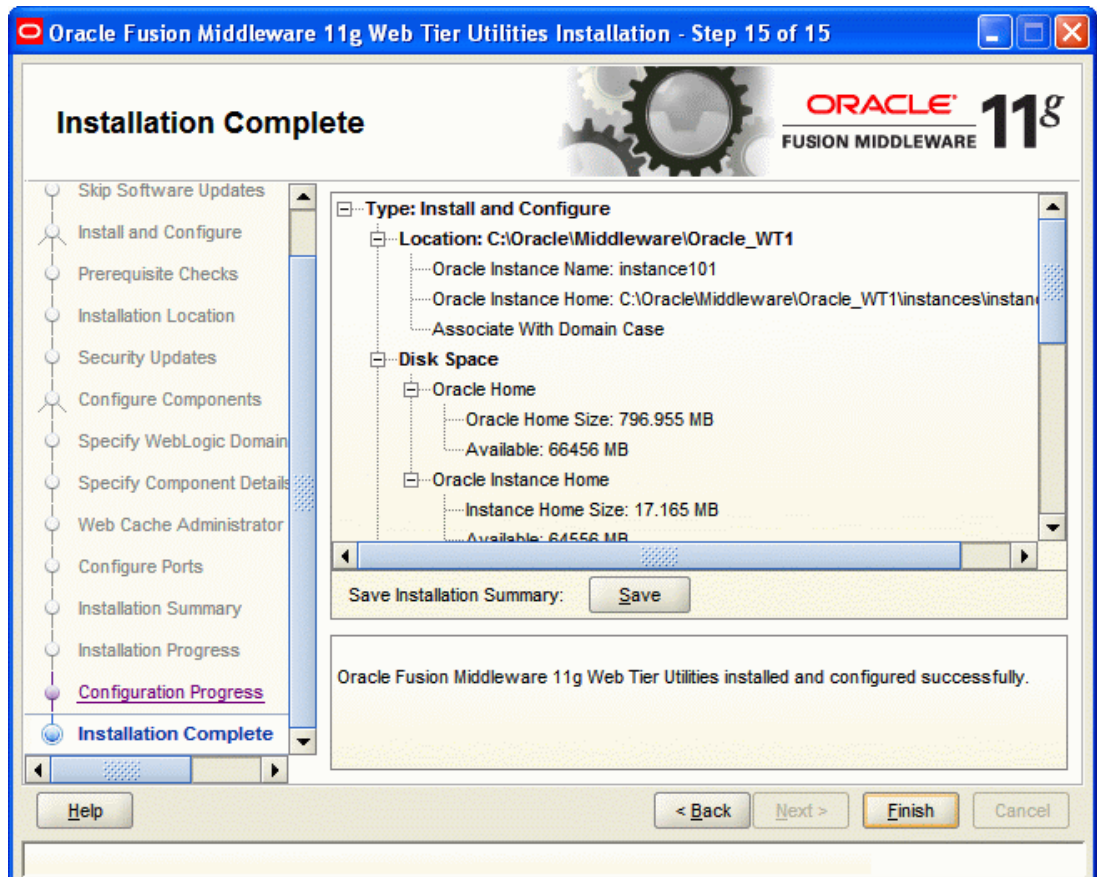 Oracle Fusion Middleware 11g Web Tier Utilities Installation - Step 15 of 15
Installation Complete
ORACLE
FUSION MIDDLEWARE
11g
Skip Software Updates
Install and Configure
Prerequisite Checks
Installation Location
Security Updates
Configure Components
Specify WebLogic Domain
Specify Component Details
Web Cache Administrator
Configure Ports
Installation Summary
Installation Progress
Configuration Progress
Installation Complete
Type: Install and Configure
Location: C:\Oracle\Middleware\Oracle_WT1
Oracle Instance Name: instance101
Oracle Instance Home: C:\Oracle\Middleware\Oracle_WT1\instances\instan
Associate With Domain Case
Disk Space
Oracle Home
Oracle Home Size: 796.955 MB
Available: 66456 MB
Oracle Instance Home
Instance Home Size: 17.165 MB
Available: 64556 MB
Save Installation Summary:
Save
Oracle Fusion Middleware 11g Web Tier Utilities installed and configured successfully.
Help
< Back
Next >
Finish
Cancel